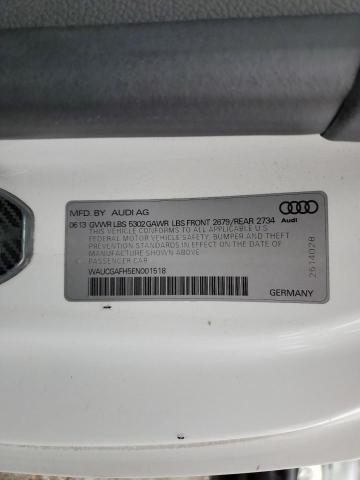 MFD. BY AUDI AG
06 13 GVWR LBS 5302 GAWR LBS FRONT 2679/REAR 2734
Audi
THIS VEHICLE CONFORMS TO ALL APPLICABLE
FEDERAL MOTOR VEHICLE SAFETY, BUMPER AND THEFT
PREVENTION STANDARDS IN EFFECT ON THE DATE OF
MANUFACTURE SHOWN ABOVE
PASSENGER CAR
WAUCGAFH5EN001518
2614028
GERMANY